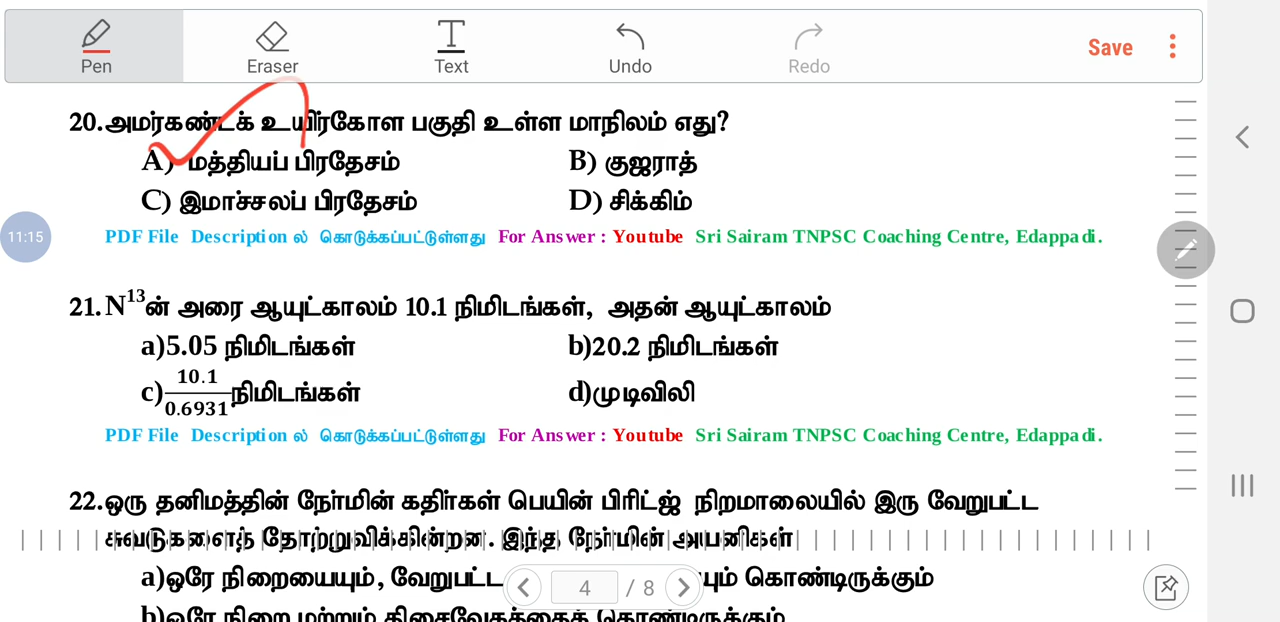 Pen Eraser Text Undo Redo Save
20.அமர்கண்டக் உயிர்கோள பகுதி உள்ள மாநிலம் எது?
A) மத்தியப் பிரதேசம் B) குஜராத்
C) இமாச்சலப் பிரதேசம் D) சிக்கிம்
11:15
PDF File Description ல் கொடுக்கப்பட்டுள்ளது For Answer : Youtube Sri Sairam TNPSC Coaching Centre, Edappadi.
21.N¹³ன் அரை ஆயுட்காலம் 10.1 நிமிடங்கள், அதன் ஆயுட்காலம்
a)5.05 நிமிடங்கள் b)20.2 நிமிடங்கள்
c)10.1/0.6931நிமிடங்கள் d)முடிவிலி
PDF File Description ல் கொடுக்கப்பட்டுள்ளது For Answer : Youtube Sri Sairam TNPSC Coaching Centre, Edappadi.
22.ஒரு தனிமத்தின் நேர்மின் கதிர்கள் பெயின் பிரிட்ஜ் நிறமாலையில் இரு வேறுபட்ட
சுவடுகளைத் தோற்றுவிக்கின்றன. இந்த நேர்மின் அயனிகள்
a)ஒரே நிறையையும், வேறுபட்ட யும் கொண்டிருக்கும்
4 / 8
b)ஒரே நிறை மற்றும் திசைவேகத்தைக் கொண்டிருக்கும்